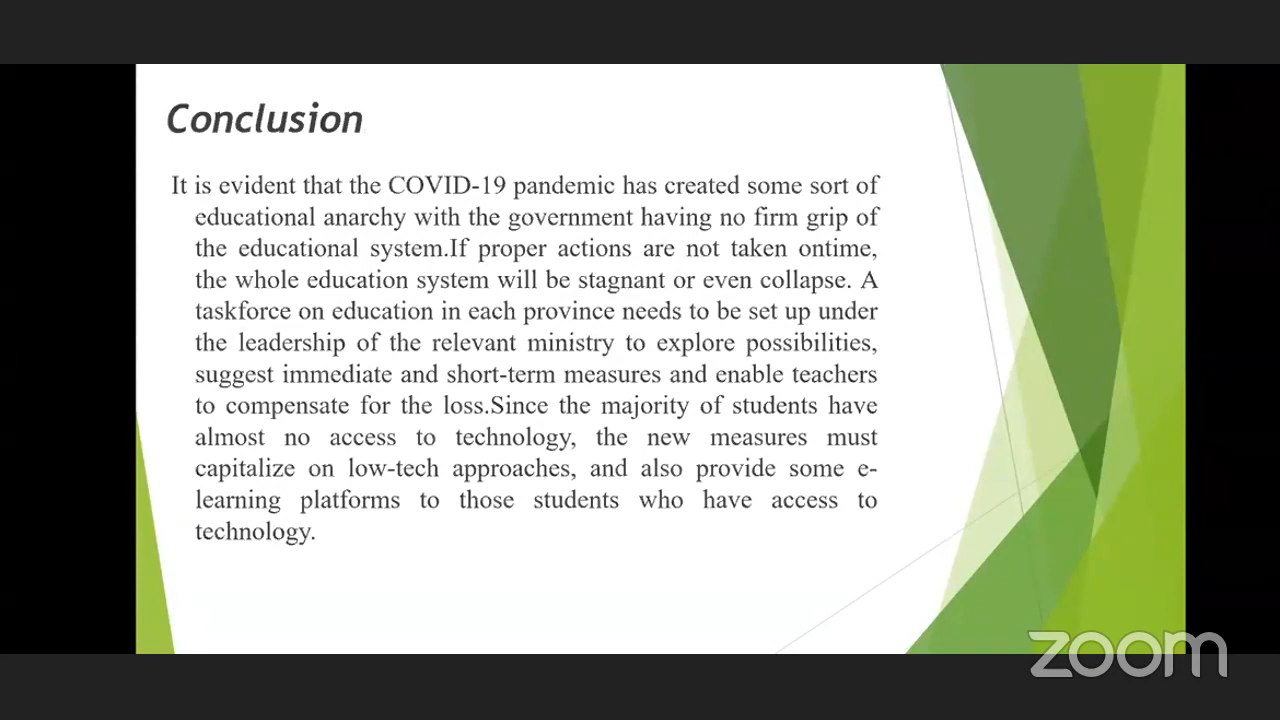 Conclusion
It is evident that the COVID-19 pandemic has created some sort of
educational anarchy with the government having no firm grip of
the educational system.If proper actions are not taken ontime,
the whole education system will be stagnant or even collapse. A
taskforce on education in each province needs to be set up under
the leadership of the relevant ministry to explore possibilities,
suggest immediate and short-term measures and enable teachers
to compensate for the loss.Since the majority of students have
almost no access to technology, the new measures must
capitalize on low-tech approaches, and also provide some e-
learning platforms to those students who have access to
technology.
zoom